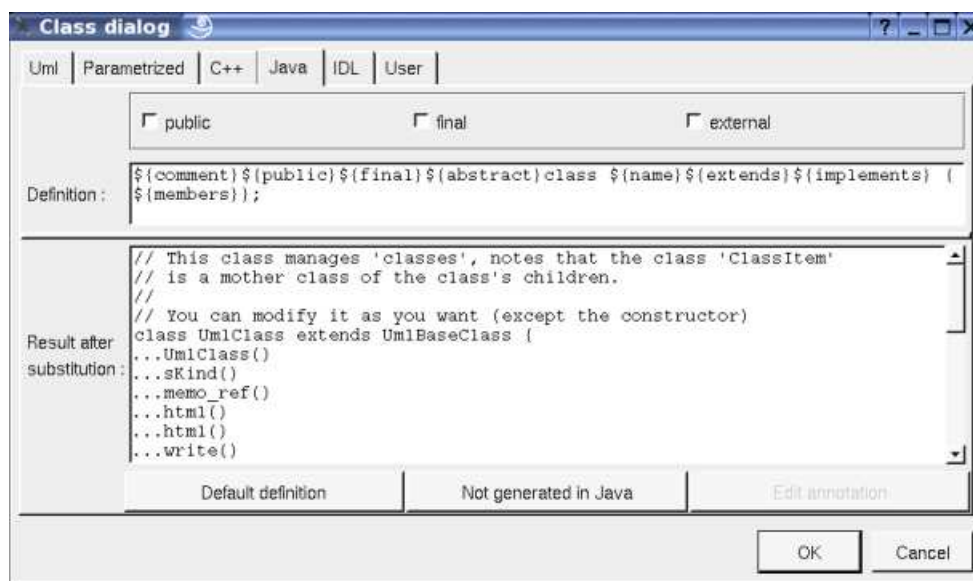 Class dialog ? _
Uml Parametrized C++ Java IDL User
public final external
Definition :
${comment}${public}${final}${abstract}class ${name}${extends}${implements} {
${members}};
Result after
substitution :
// This class manages 'classes', notes that the class 'ClassItem'
// is a mother class of the class's children.
//
// You can modify it as you want (except the constructor)
class UmlClass extends UmlBaseClass {
...UmlClass()
...sKind()
...memo_ref()
...html()
...html()
...write()
Default definition Not generated in Java Edit annotation
OK Cancel